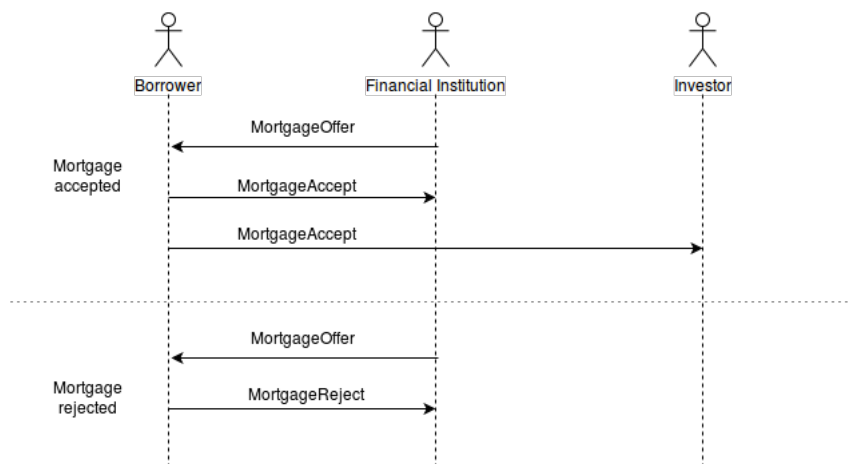 Borrower
Financial Institution
Investor
MortgageOffer
Mortgage
accepted
MortgageAccept
MortgageAccept
MortgageOffer
Mortgage
rejected
MortgageReject